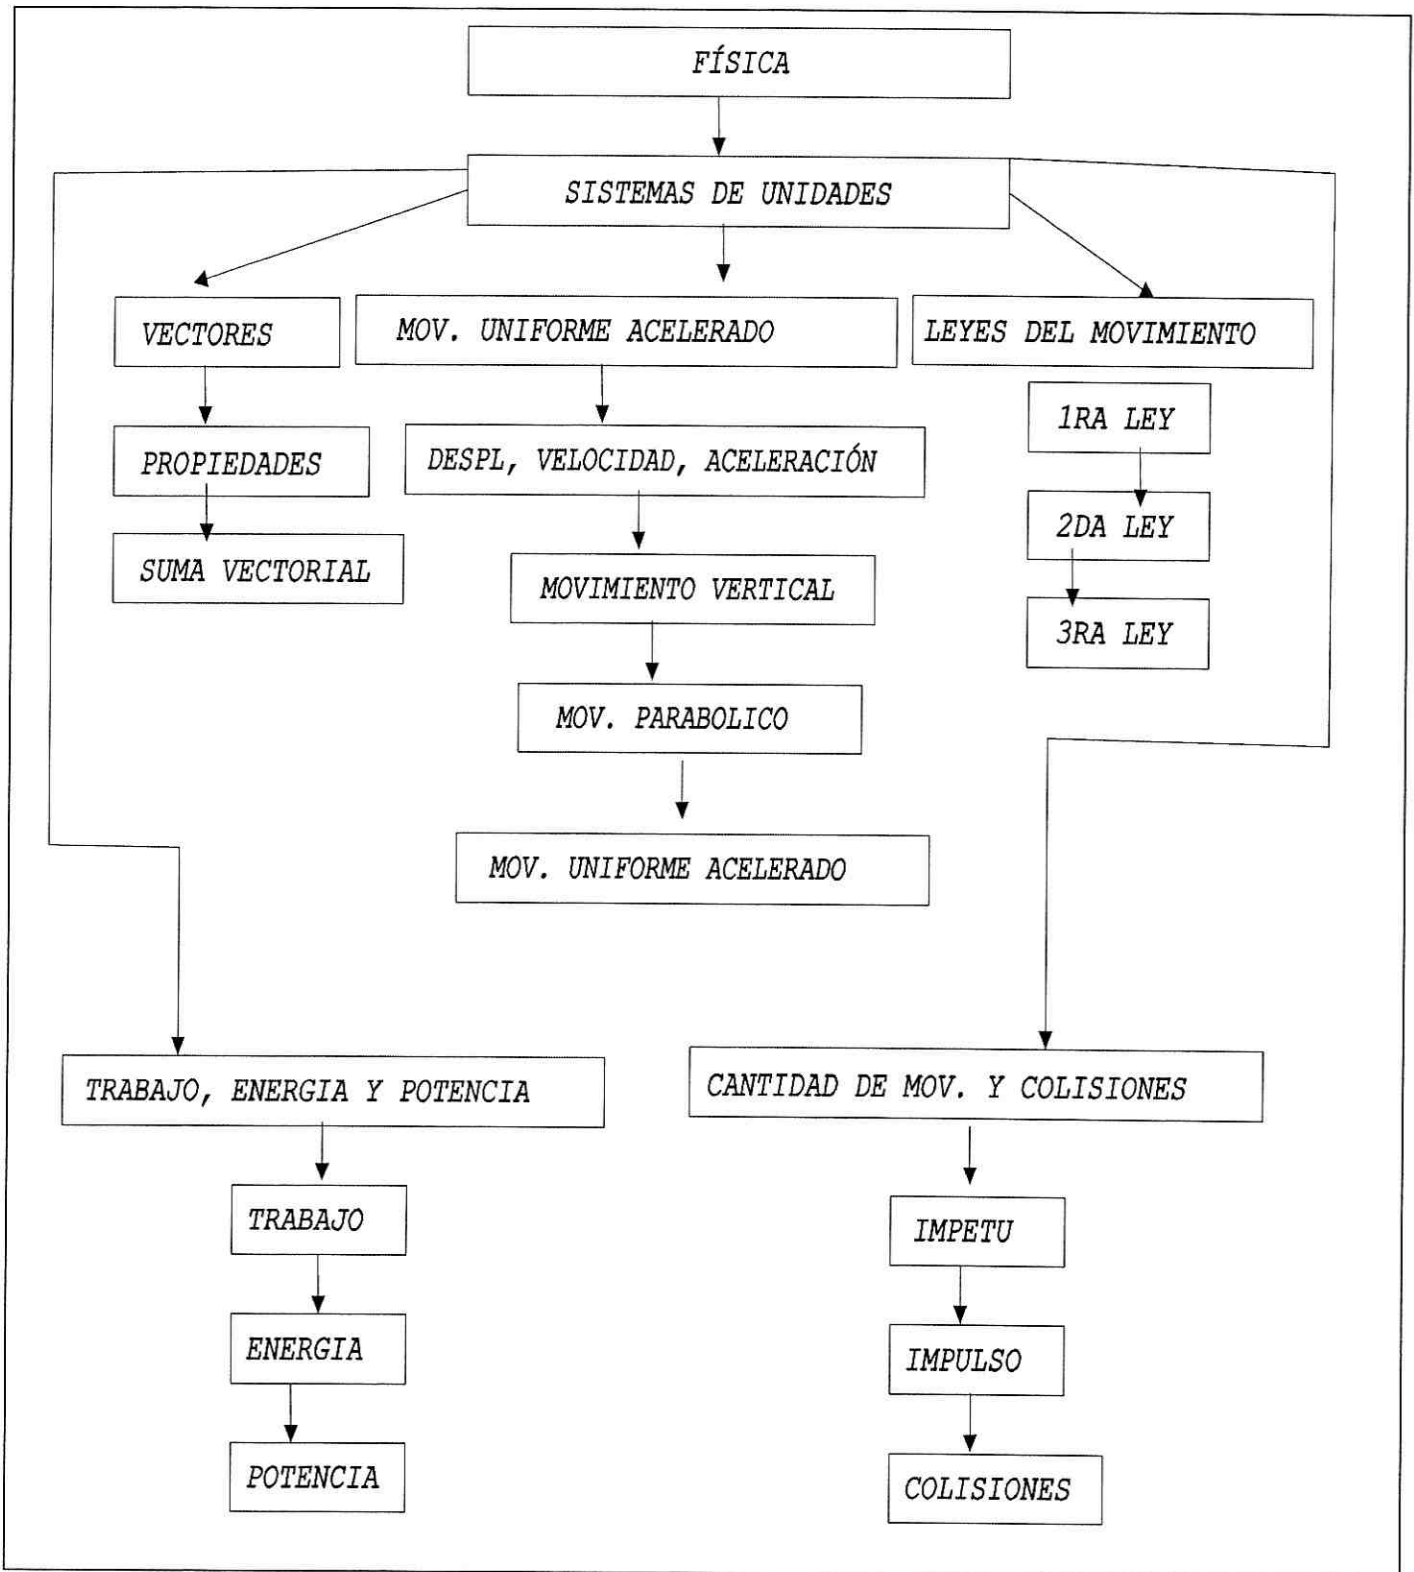 FÍSICA
SISTEMAS DE UNIDADES
VECTORES
MOV. UNIFORME ACELERADO
LEYES DEL MOVIMIENTO
PROPIEDADES
DESPL, VELOCIDAD, ACELERACIÓN
1RA LEY
2DA LEY
SUMA VECTORIAL
MOVIMIENTO VERTICAL
3RA LEY
MOV. PARABOLICO
MOV. UNIFORME ACELERADO
TRABAJO, ENERGIA Y POTENCIA
CANTIDAD DE MOV. Y COLISIONES
TRABAJO
IMPETU
ENERGIA
IMPULSO
POTENCIA
COLISIONES